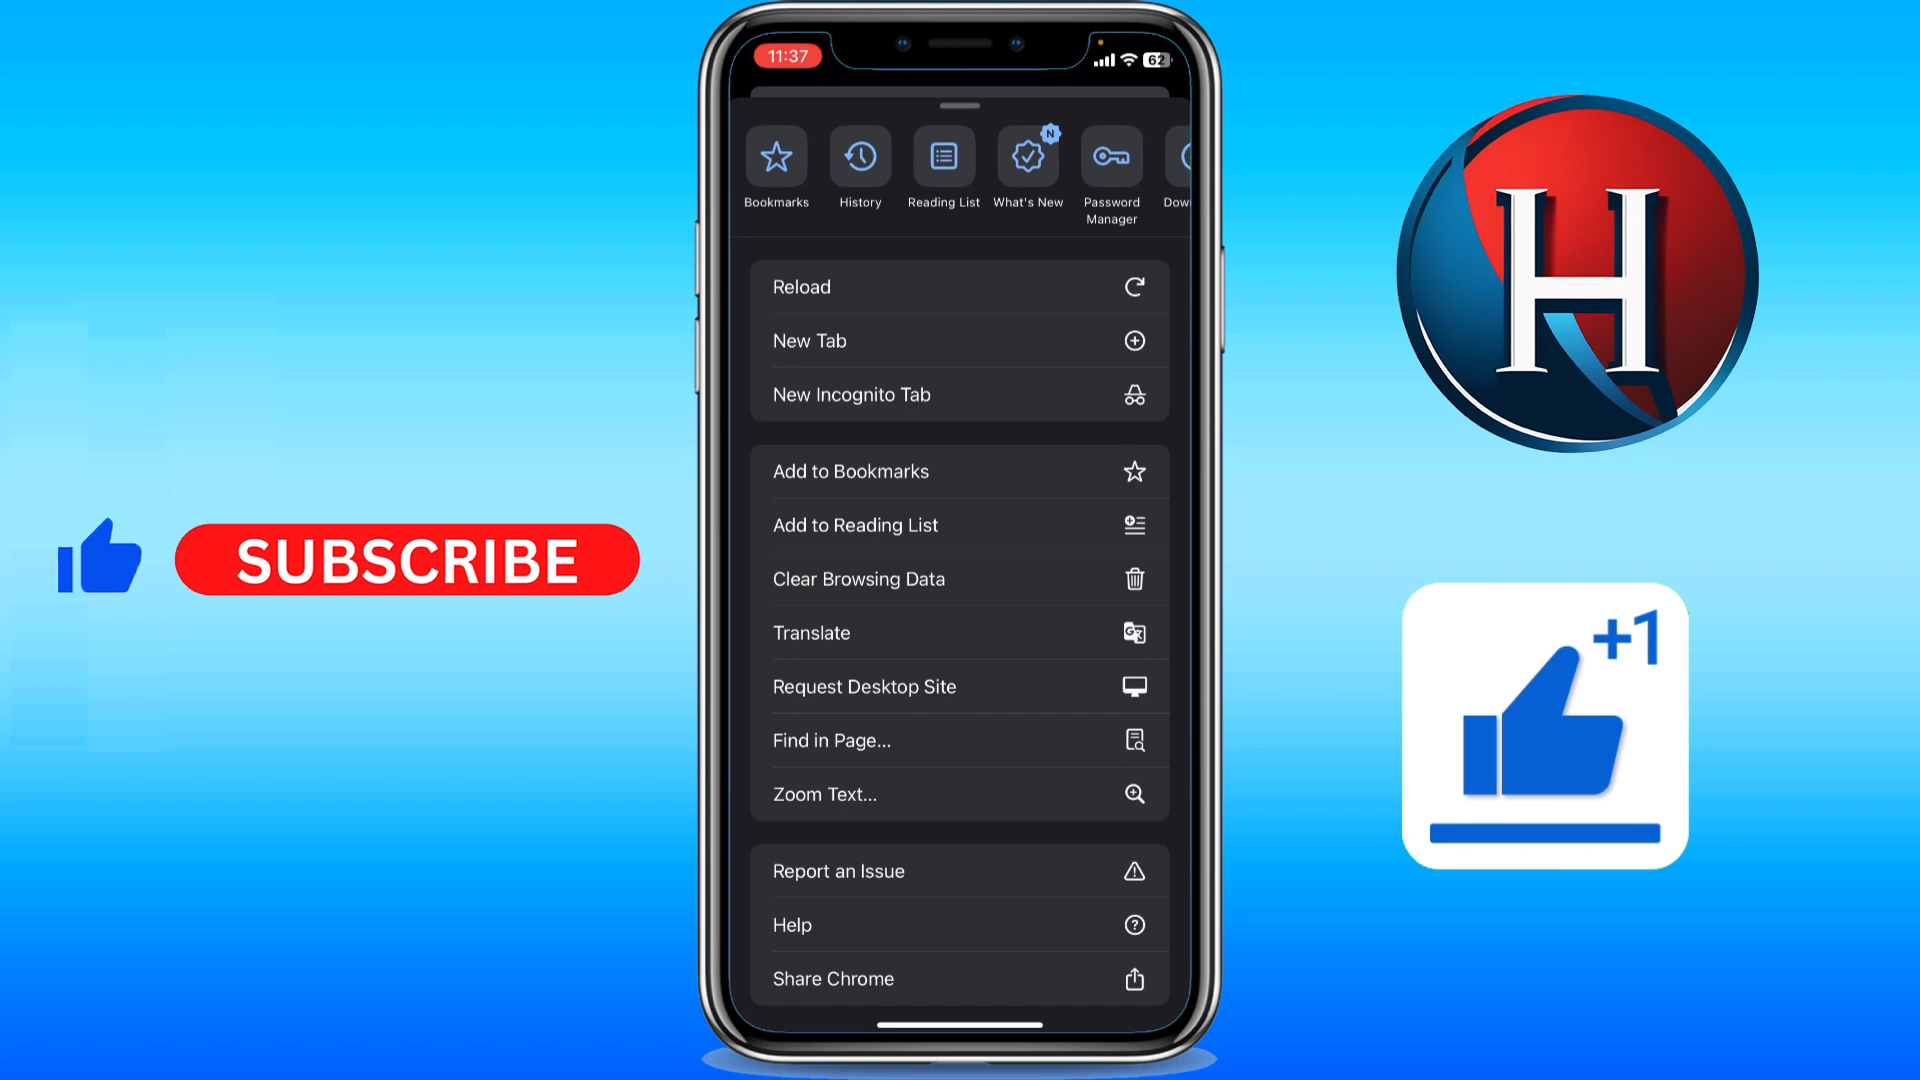 11:37
62
N
Bookmarks
History
Reading List
What's New
Password
Manager
Dow
Reload
New Tab
New Incognito Tab
Add to Bookmarks
Add to Reading List
Clear Browsing Data
Translate
Request Desktop Site
Find in Page...
Zoom Text...
Report an Issue
Help
Share Chrome
SUBSCRIBE
H
+1